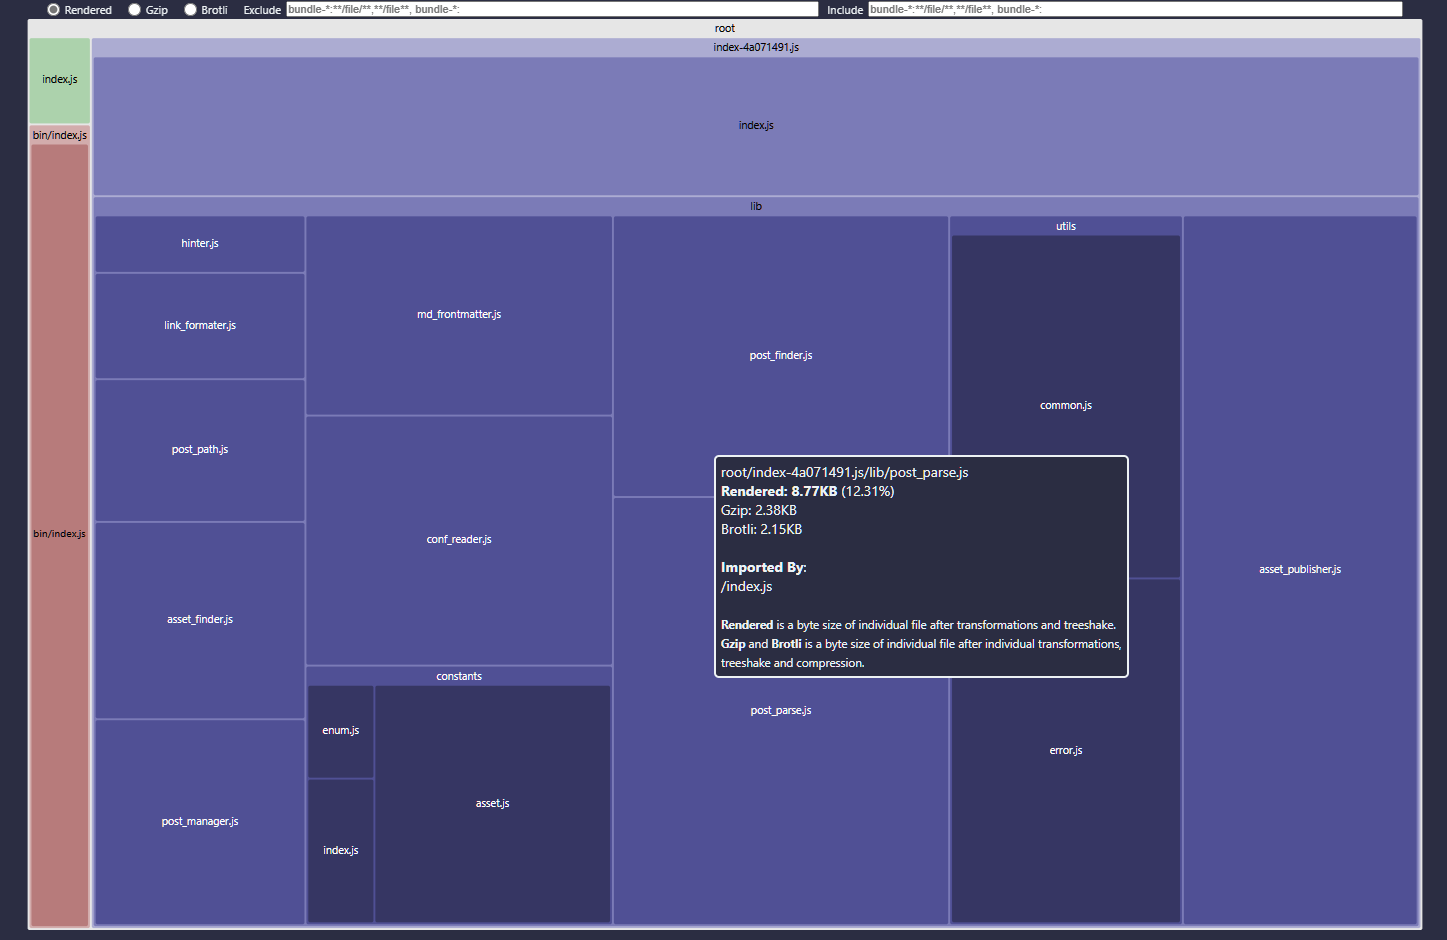 Rendered Gzip Brotli Exclude bundle-*:**/file/**,**/file**, bundle-*: Include bundle-*:**/file/**,**/file**, bundle-*:
root
index.js
bin/index.js
bin/index.js
index-4a071491.js
index.js
lib
hinter.js
link_formater.js
post_path.js
asset_finder.js
post_manager.js
md_frontmatter.js
conf_reader.js
constants
enum.js
index.js
asset.js
post_finder.js
post_parse.js
utils
common.js
error.js
asset_publisher.js
root/index-4a071491.js/lib/post_parse.js
Rendered: 8.77KB (12.31%)
Gzip: 2.38KB
Brotli: 2.15KB
Imported By:
/index.js
Rendered is a byte size of individual file after transformations and treeshake.
Gzip and Brotli is a byte size of individual file after individual transformations,
treeshake and compression.